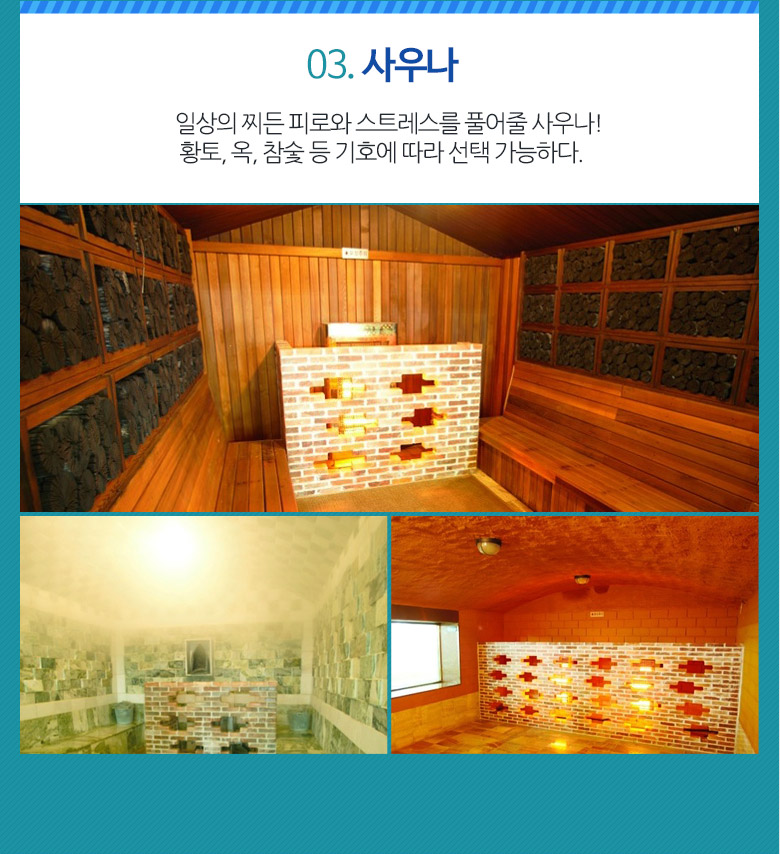 03. 사우나
일상의 찌든 피로와 스트레스를 풀어줄 사우나!
황토, 옥, 참숯 등 기호에 따라 선택 가능하다.